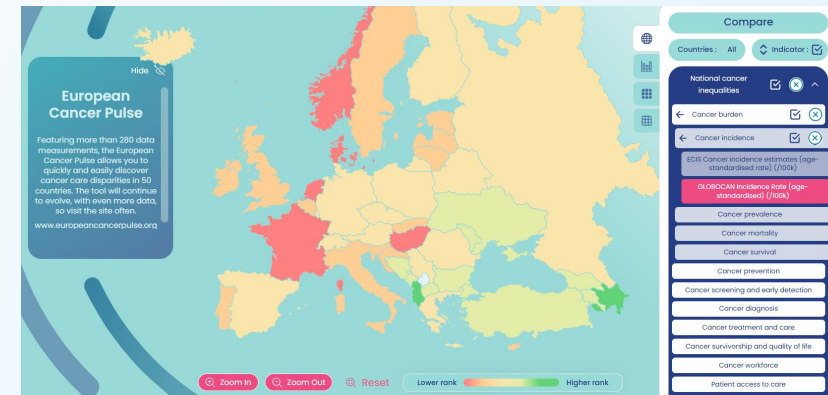 Hide
European
Cancer Pulse
Featuring more than 280 data
measurements, the European
Cancer Pulse allows you to
quickly and easily discover
cancer care disparities in 50
countries. The tool will continue
to evolve, with even more data,
so visit the site often.
www.europeancancerpulse.org
Zoom In
Zoom Out
Reset
Lower rank
Higher rank
Compare
Countries : All
Indicator :
National cancer
inequalities
Cancer burden
Cancer incidence
ECIS Cancer incidence estimates (age-
standardised rate) (/100k)
GLOBOCAN Incidence Rate (age-
standardised) (/100k)
Cancer prevalence
Cancer mortality
Cancer survival
Cancer prevention
Cancer screening and early detection
Cancer diagnosis
Cancer treatment and care
Cancer survivorship and quality of life
Cancer workforce
Patient access to care